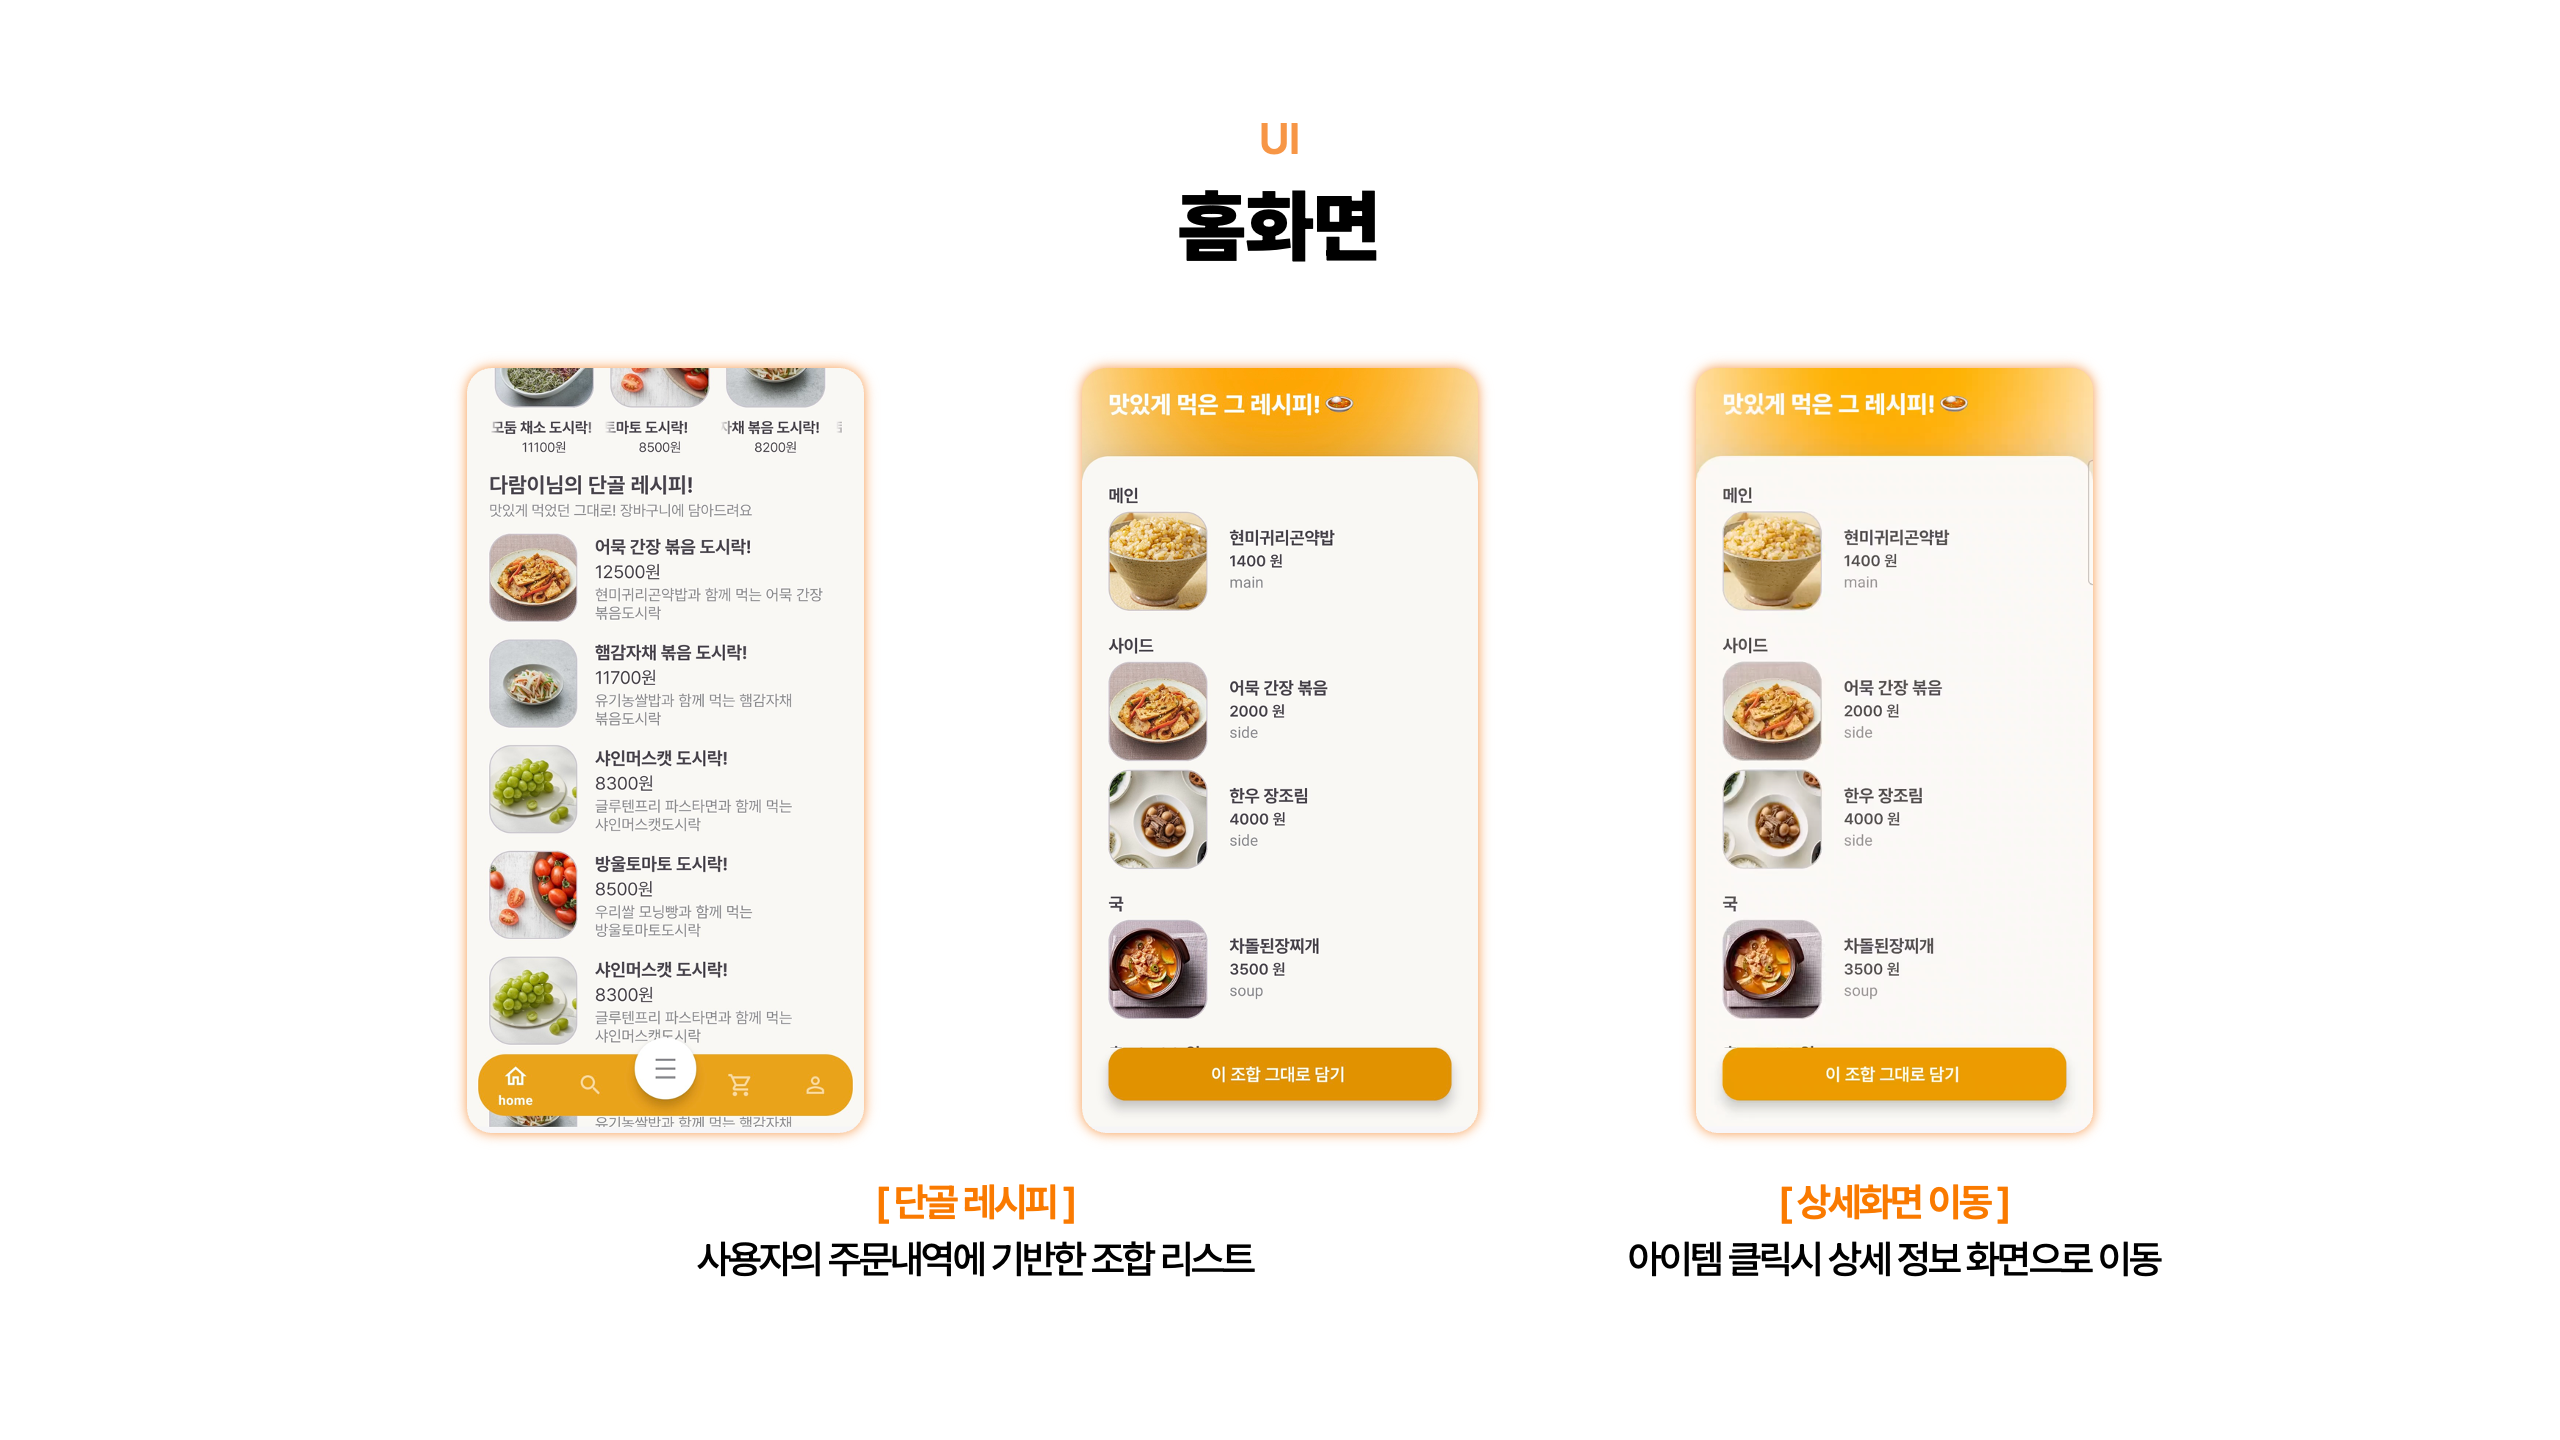 UI
홈화면
모둠 채소 도시락!
11100원
토마토 도시락!
8500원
자채 볶음 도시락!
8200원
다람이님의 단골 레시피!
맛있게 먹었던 그대로! 장바구니에 담아드려요
어묵 간장 볶음 도시락!
12500원
현미귀리곤약밥과 함께 먹는 어묵 간장
볶음도시락
햄감자채 볶음 도시락!
11700원
유기농쌀밥과 함께 먹는 햄감자채
볶음도시락
샤인머스캣 도시락!
8300원
글루텐프리 파스타면과 함께 먹는
샤인머스캣도시락
방울토마토 도시락!
8500원
우리쌀 모닝빵과 함께 먹는
방울토마토도시락
샤인머스캣 도시락!
8300원
글루텐프리 파스타면과 함께 먹는
샤인머스캣도시락
home
유기농쌀밥과 함께 먹는 햄감자채
맛있게 먹은 그 레시피!
메인
현미귀리곤약밥
1400 원
main
사이드
어묵 간장 볶음
2000 원
side
한우 장조림
4000 원
side
국
차돌된장찌개
3500 원
soup
이 조합 그대로 담기
맛있게 먹은 그 레시피!
메인
현미귀리곤약밥
1400 원
main
사이드
어묵 간장 볶음
2000 원
side
한우 장조림
4000 원
side
국
차돌된장찌개
3500 원
soup
이 조합 그대로 담기
[ 단골 레시피 ]
사용자의 주문내역에 기반한 조합 리스트
[ 상세화면 이동 ]
아이템 클릭시 상세 정보 화면으로 이동